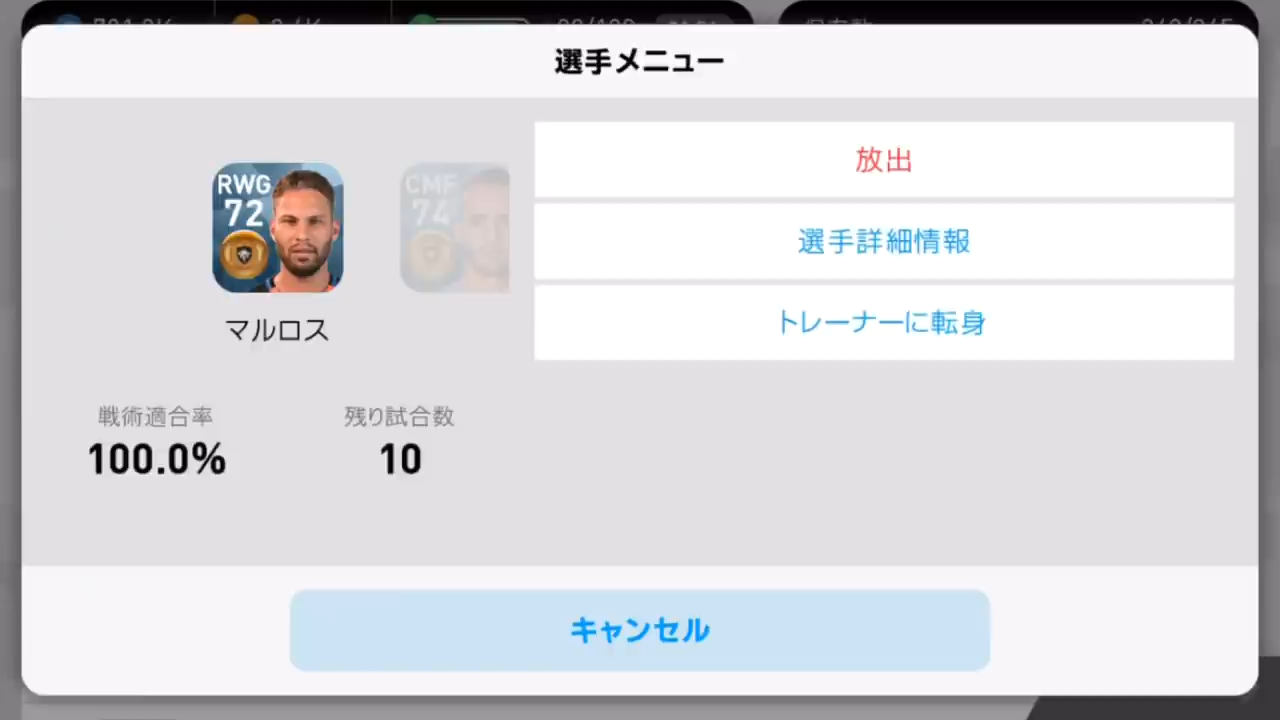 選手メニュー
放出
RWG
72
CMF
74
選手詳細情報
マルロス
トレーナーに転身
戦術適合率
残り試合数
100.0%
10
キャンセル